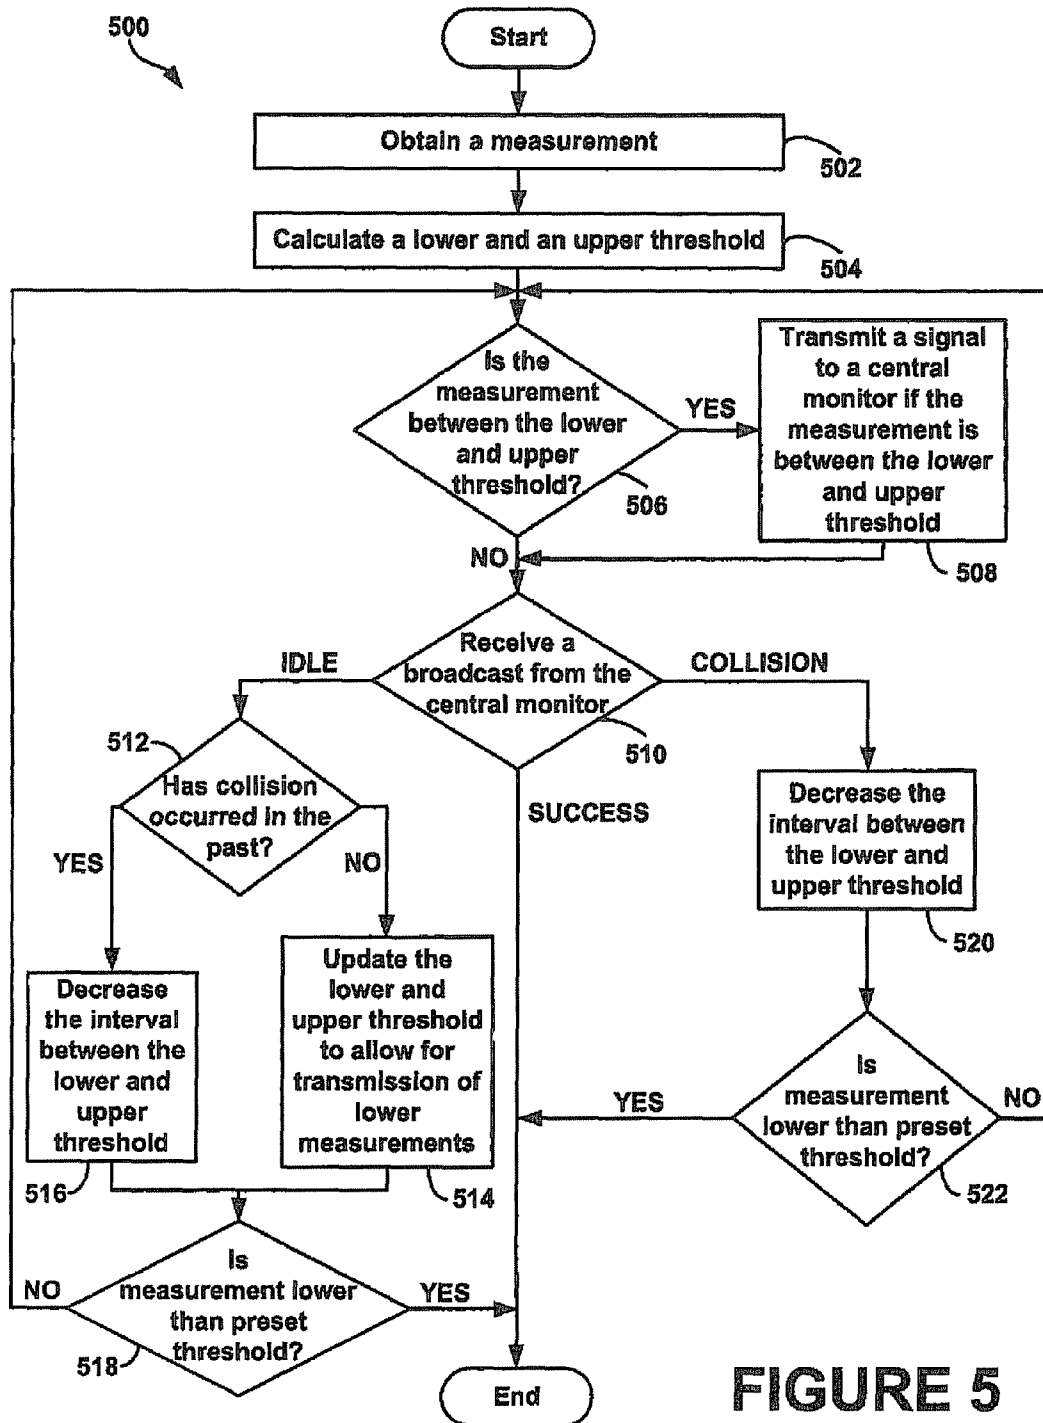 500
Start
Obtain a measurement
502
Calculate a lower and an upper threshold
504
Is the
measurement
between the lower
and upper
threshold?
506
YES
Transmit a signal
to a central
monitor if the
measurement is
between the lower
and upper
threshold
508
NO
Receive a
broadcast from the
central monitor
510
IDLE
COLLISION
SUCCESS
512
Has collision
occurred in the
past?
YES
NO
Decrease the
interval between
the lower and
upper threshold
520
Decrease
the interval
between the
lower and
upper
threshold
516
Update the
lower and
upper threshold
to allow for
transmission of
lower
measurements
514
Is
measurement
lower than preset
threshold?
522
YES
NO
Is
measurement lower
than preset
threshold?
518
NO
YES
End
FIGURE 5